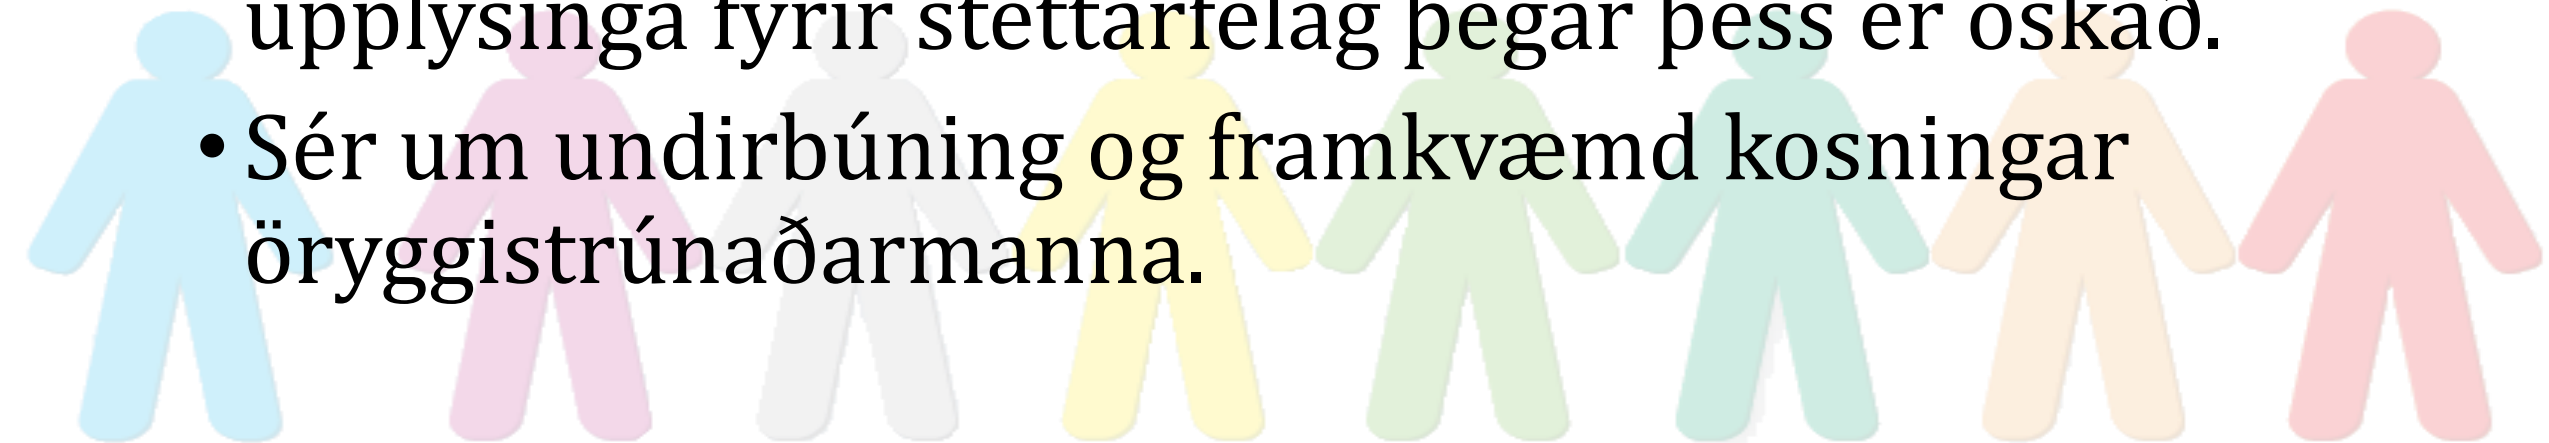 upplýsinga fyrir stéttarfélag þegar þess er óskað.
• Sér um undirbúning og framkvæmd kosningar
öryggistrúnaðarmanna.